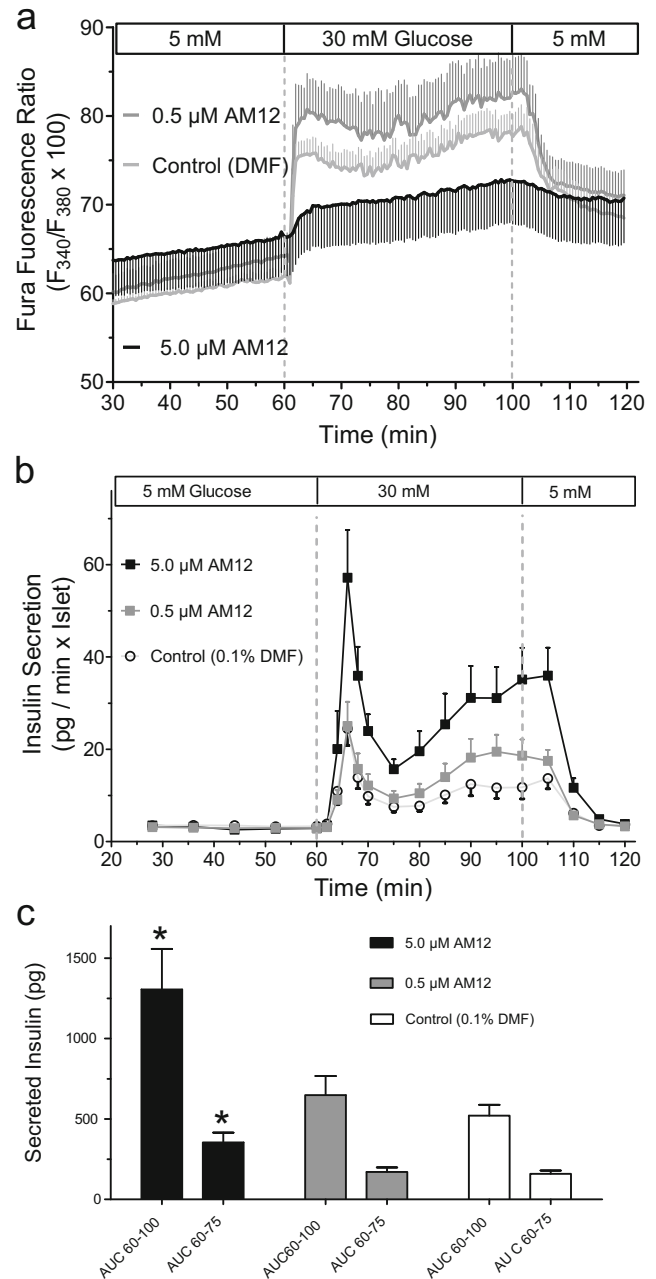 a
5 mM 30 mM Glucose 5 mM
90
80
70
60
50
0.5 µM AM12
Control (DMF)
5.0 µM AM12
Fura Fuorescence Ratio
(F340/F380 x 100)
30 40 50 60 70 80 90 100 110 120
Time (min)
b
5 mM Glucose 30 mM 5 mM
60
40
20
0
5.0 µM AM12
0.5 µM AM12
Control (0.1% DMF)
Insulin Secretion
(pg / min x Islet)
20 30 40 50 60 70 80 90 100 110 120
Time (min)
c
1500
1000
500
0
* *
5.0 µM AM12
0.5 µM AM12
Control (0.1% DMF)
Secreted Insulin (pg)
AUC 60-100
AUC 60-75
AUC60-100
AUC 60-75
AUC 60-100
AU C 60-75